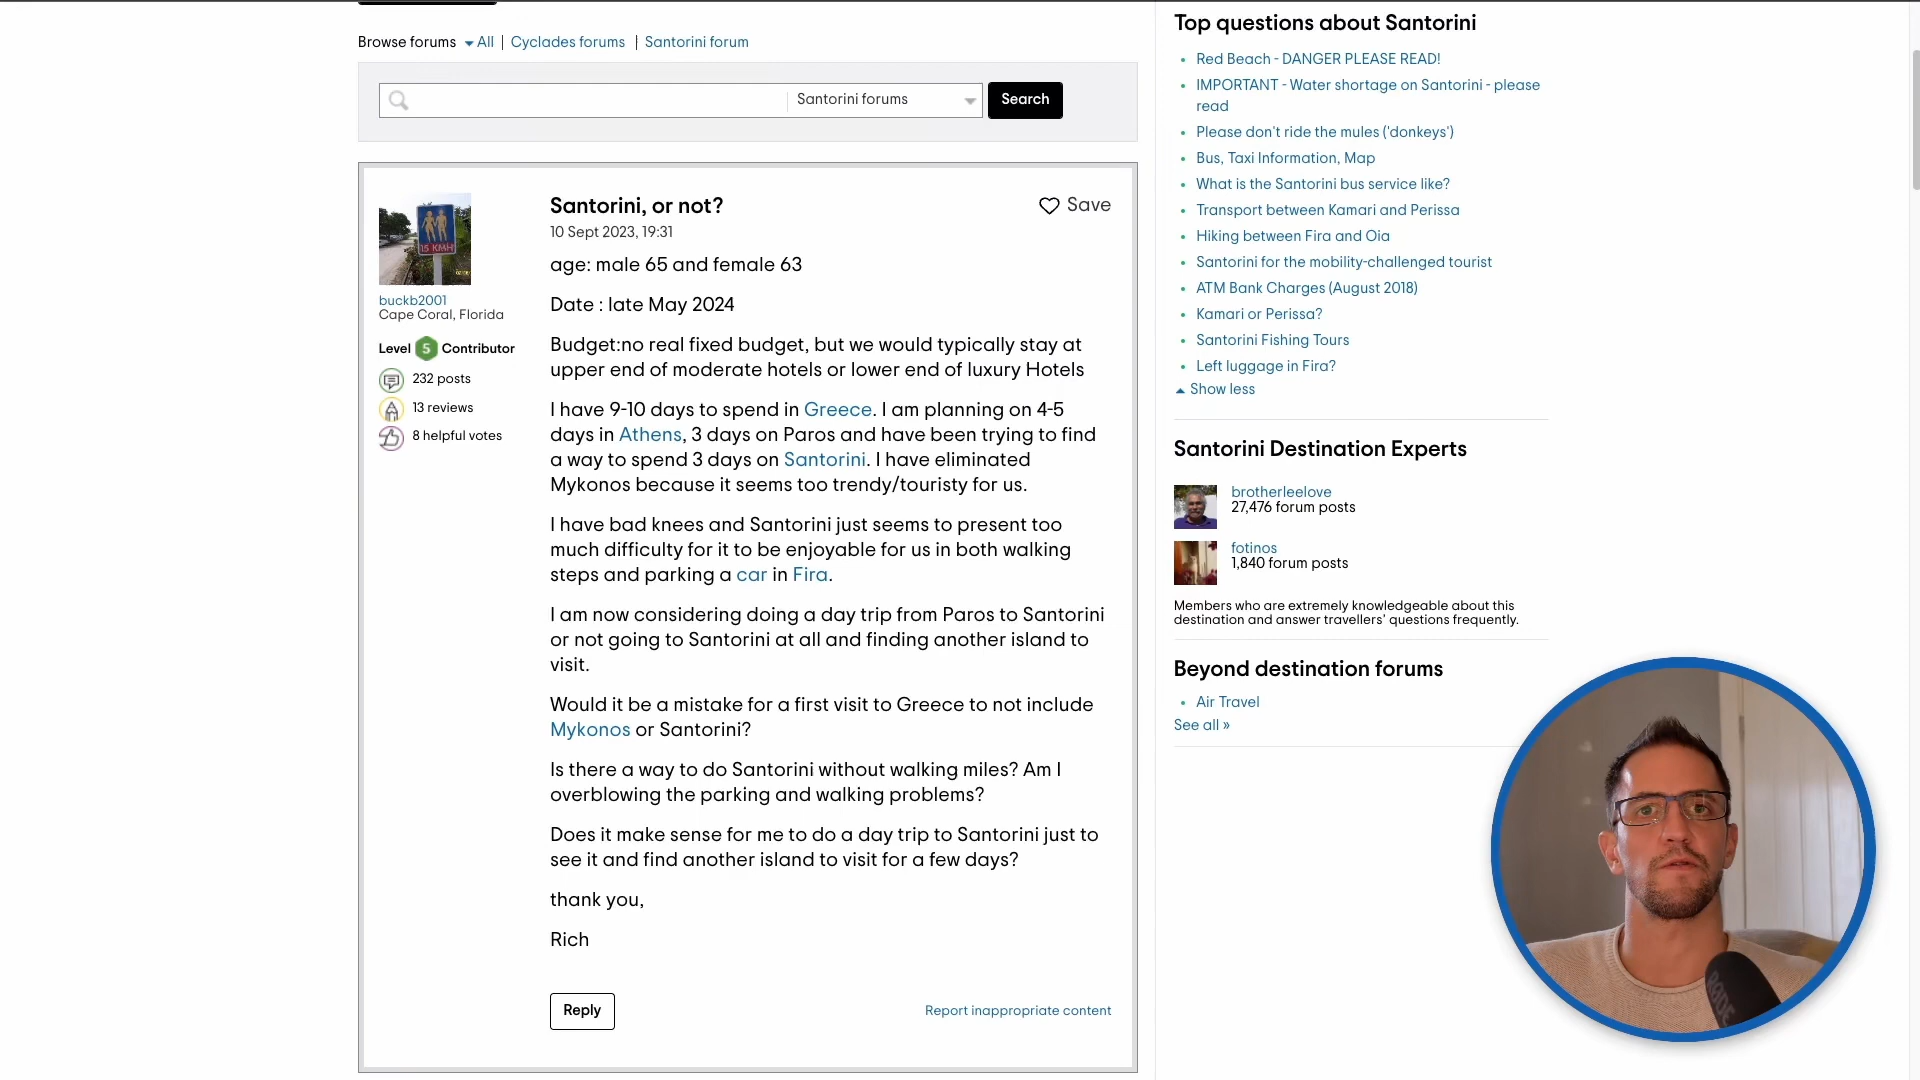 Browse forums All | Cyclades forums | Santorini forum
Santorini forums
Search
15 KMH
buckb2001
Cape Coral, Florida
Level 5 Contributor
232 posts
13 reviews
8 helpful votes
Santorini, or not?
Save
10 Sept 2023, 19:31
age: male 65 and female 63
Date : late May 2024
Budget:no real fixed budget, but we would typically stay at
upper end of moderate hotels or lower end of luxury Hotels
I have 9-10 days to spend in Greece. I am planning on 4-5
days in Athens, 3 days on Paros and have been trying to find
a way to spend 3 days on Santorini. I have eliminated
Mykonos because it seems too trendy/touristy for us.
I have bad knees and Santorini just seems to present too
much difficulty for it to be enjoyable for us in both walking
steps and parking a car in Fira.
I am now considering doing a day trip from Paros to Santorini
or not going to Santorini at all and finding another island to
visit.
Would it be a mistake for a first visit to Greece to not include
Mykonos or Santorini?
Is there a way to do Santorini without walking miles? Am I
overblowing the parking and walking problems?
Does it make sense for me to do a day trip to Santorini just to
see it and find another island to visit for a few days?
thank you,
Rich
Reply
Report inappropriate content
Top questions about Santorini
Red Beach - DANGER PLEASE READ!
IMPORTANT - Water shortage on Santorini - please
read
Please don't ride the mules ('donkeys')
Bus, Taxi Information, Map
What is the Santorini bus service like?
Transport between Kamari and Perissa
Hiking between Fira and Oia
Santorini for the mobility-challenged tourist
ATM Bank Charges (August 2018)
Kamari or Perissa?
Santorini Fishing Tours
Left luggage in Fira?
Show less
Santorini Destination Experts
brotherleelove
27,476 forum posts
fotinos
1,840 forum posts
Members who are extremely knowledgeable about this
destination and answer travellers' questions frequently.
Beyond destination forums
Air Travel
See all »
RODE